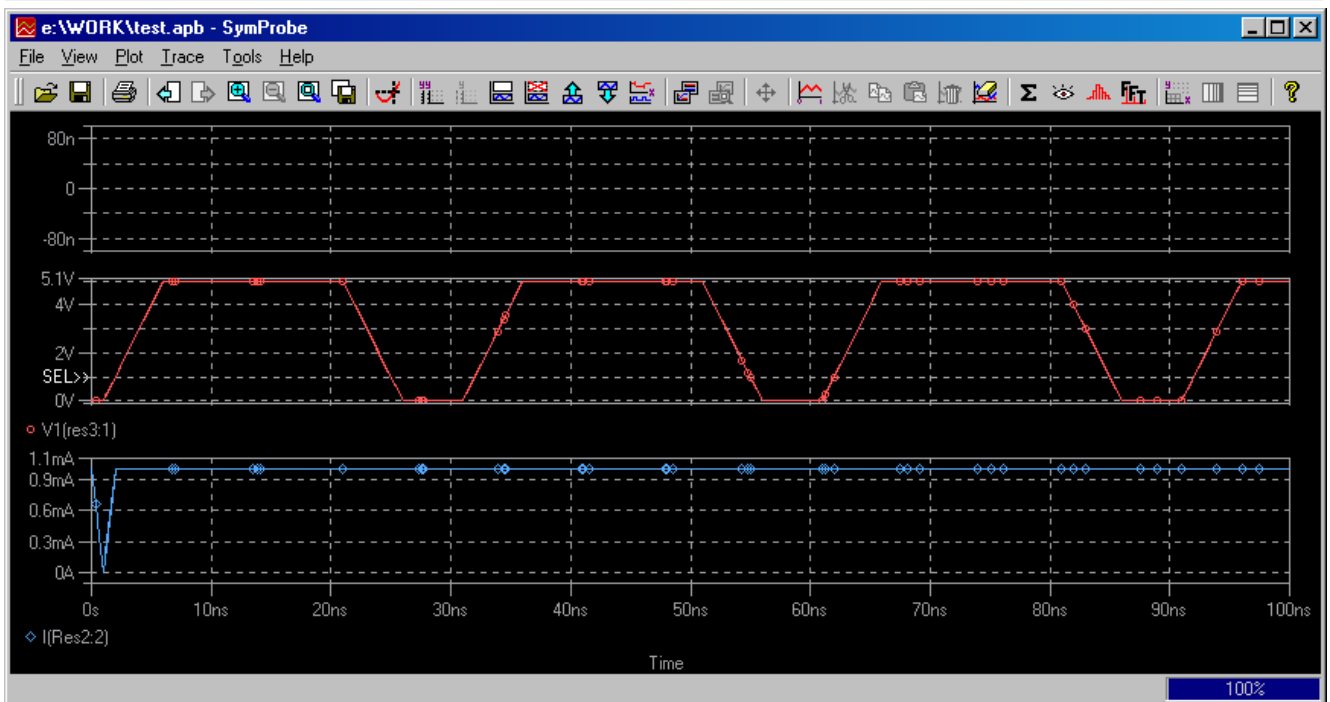 e:\WORK\test.apb - SymProbe
File View Plot Trace Tools Help
Σ FFT ?
80n
0
-80n
5.1V
4V
2V
SEL>>
0V
V1(res3:1)
1.1mA
0.9mA
0.6mA
0.3mA
0A
0s 10ns 20ns 30ns 40ns 50ns 60ns 70ns 80ns 90ns 100ns
I(Res2:2)
Time
100%